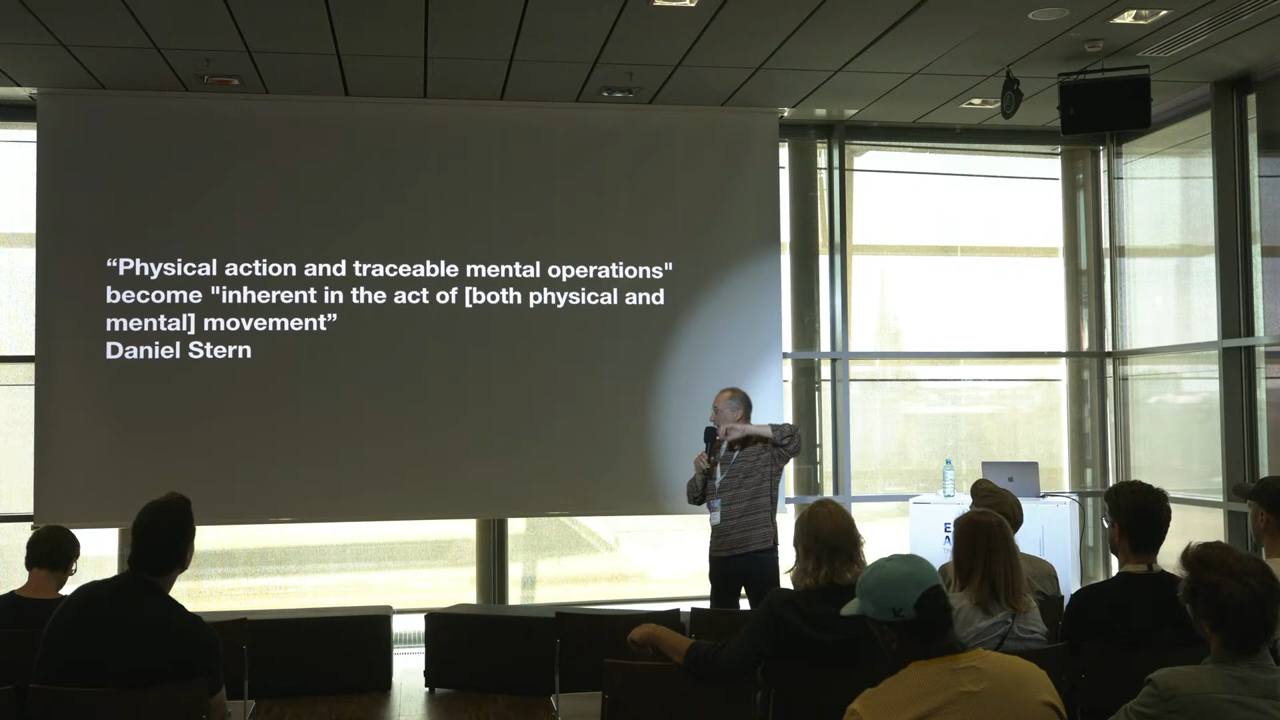 “Physical action and traceable mental operations"
become "inherent in the act of [both physical and
mental] movement”
Daniel Stern
E
A